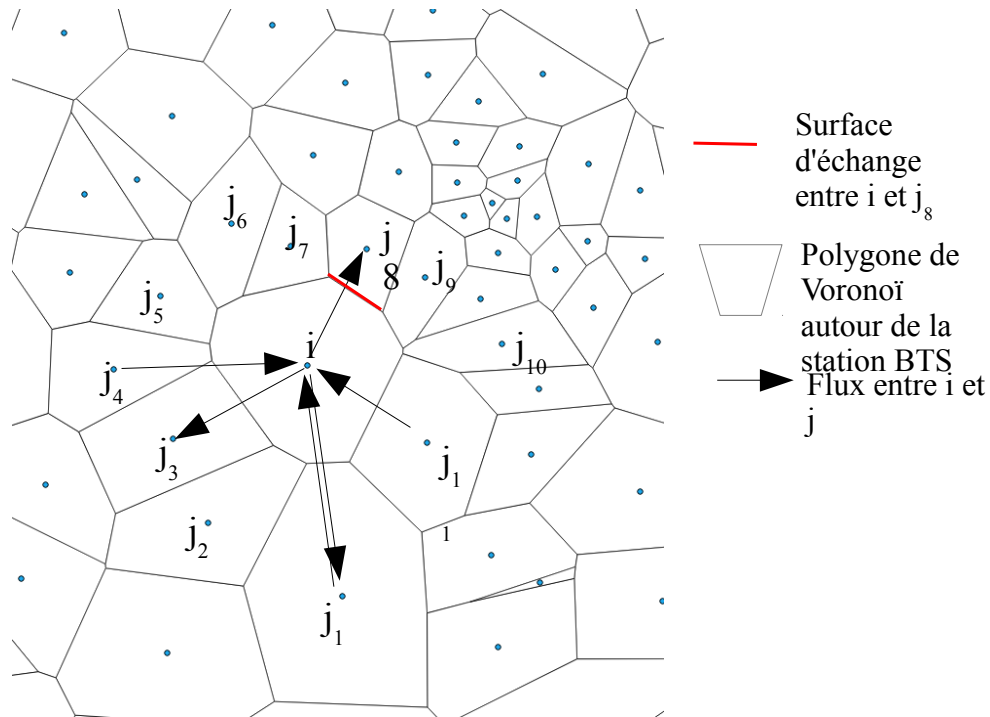 j₆
j₇
j
8
j₉
j₅
i
j₁₀
j₄
j₃
j₁
1
j₂
j₁
Surface
d'échange
entre i et j₈
Polygone de
Voronoï
autour de la
station BTS
Flux entre i et
j